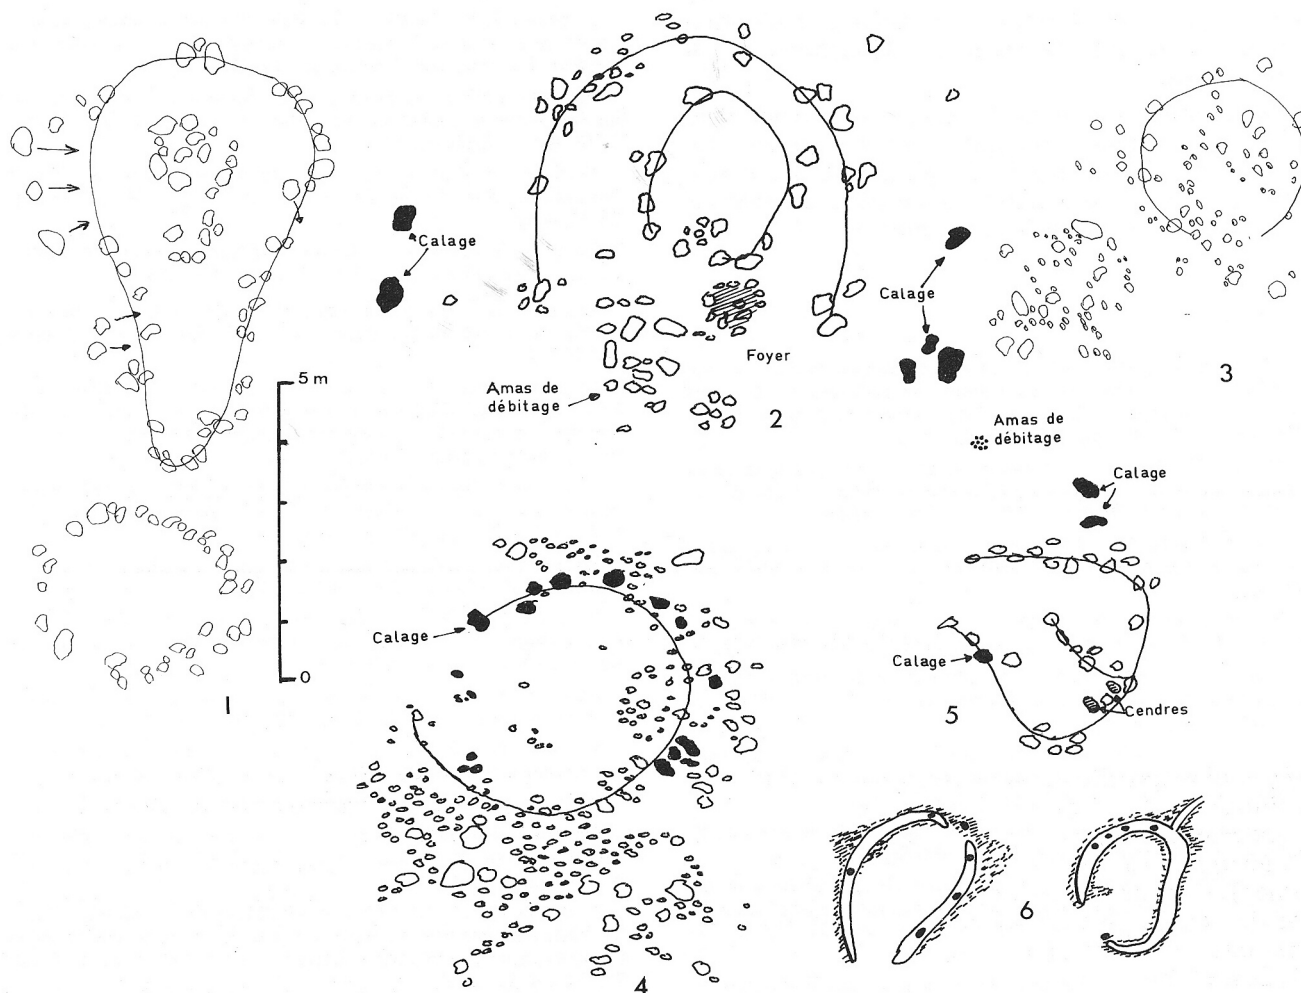 Calage
Calage
5 m
Foyer
3
Amas de
débitage
2
Amas de
débitage
Calage
0
1
Calage
Calage
5
Cendres
6
4